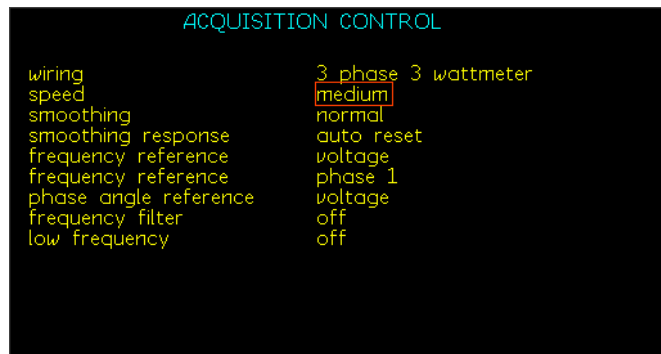 ACQUISITION CONTROL
wiring 3 phase 3 wattmeter
speed medium
smoothing normal
smoothing response auto reset
frequency reference voltage
frequency reference phase 1
phase angle reference voltage
frequency filter off
low frequency off